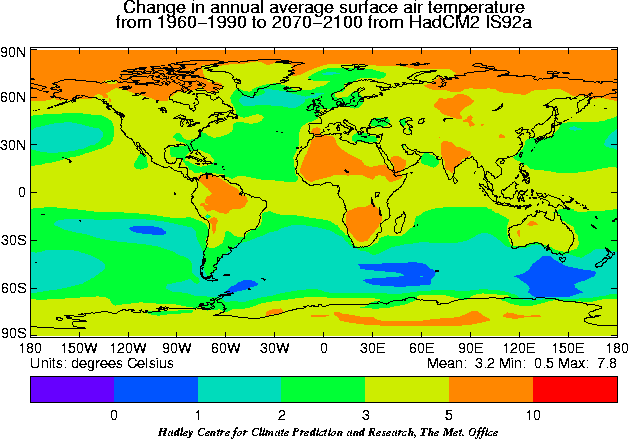 Change in annual average surface air temperature
from 1960-1990 to 2070-2100 from HadCM2 IS92a
90N
60N
30N
0
30S
60S
90S
180 150W 120W 90W 60W 30W 0 30E 60E 90E 120E 150E 180
Units: degrees Celsius Mean: 3.2 Min: 0.5 Max: 7.8
0 1 2 3 5 10
Hadley Centre for Climate Prediction and Research, The Met. Office